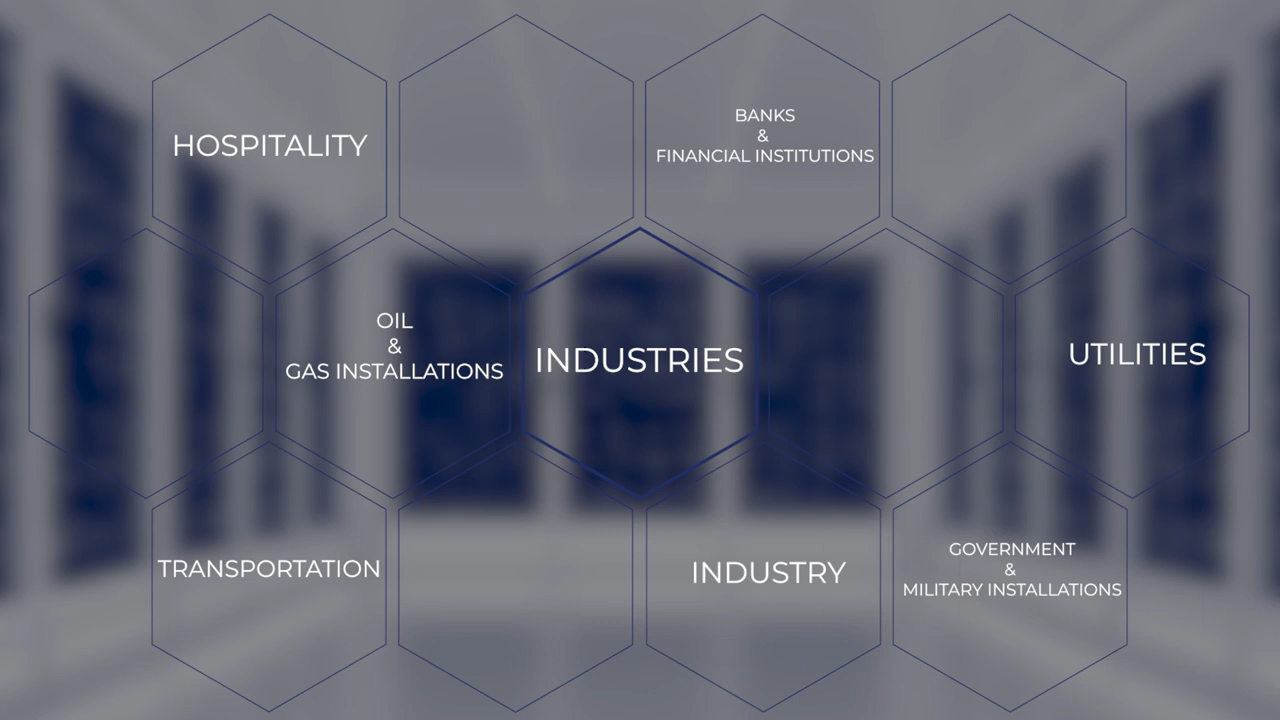 HOSPITALITY
BANKS
&
FINANCIAL INSTITUTIONS
OIL
&
GAS INSTALLATIONS
INDUSTRIES
UTILITIES
TRANSPORTATION
INDUSTRY
GOVERNMENT
&
MILITARY INSTALLATIONS